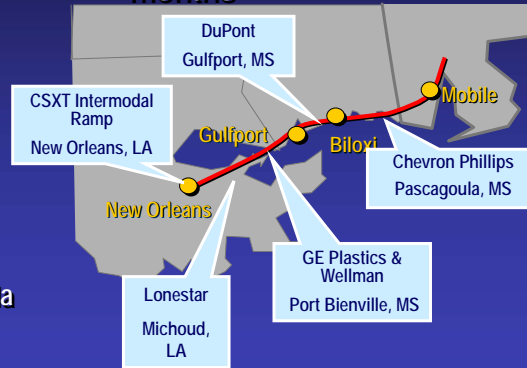 months
DuPont
Gulfport, MS
CSXT Intermodal
Ramp
New Orleans, LA
Gulfport
Biloxi
Mobile
Chevron Phillips
Pascagoula, MS
New Orleans
GE Plastics &
Wellman
Port Bienville, MS
Lonestar
Michoud,
LA